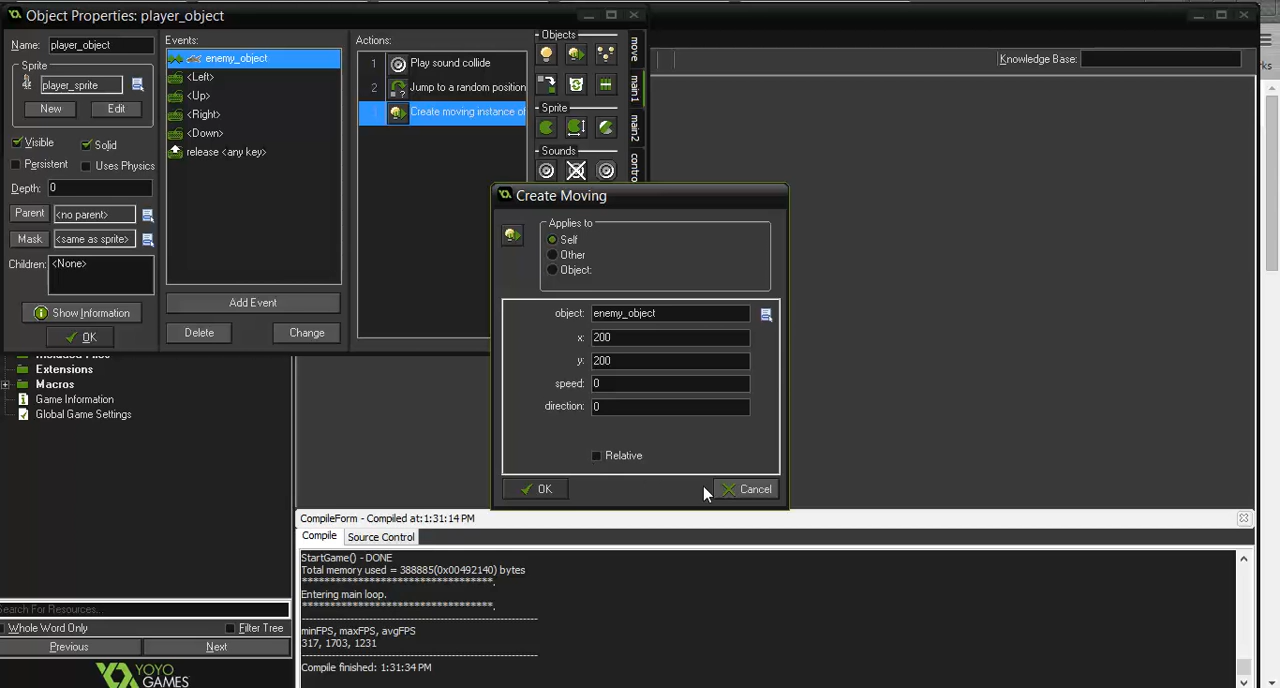 Object Properties: player_object
Name: player_object
Sprite
player_sprite
New
Edit
Visible
Solid
Persistent
Uses Physics
Depth: 0
Parent
<no parent>
Mask
<same as sprite>
Children: <None>
Show Information
OK
Events:
enemy_object
<Left>
<Up>
<Right>
<Down>
release <any key>
Add Event
Delete
Change
Actions:
1 Play sound collide
2 Jump to a random position
Create moving instance of
Objects
Sprite
Sounds
move
main1
main2
control
Knowledge Base:
Create Moving
Applies to
Self
Other
Object:
object: enemy_object
x: 200
y: 200
speed: 0
direction: 0
Relative
OK
Cancel
Extensions
Macros
Game Information
Global Game Settings
Search For Resources...
Whole Word Only
Filter Tree
Previous
Next
YOYO
GAMES
CompileForm - Compiled at:1:31:14 PM
Compile
Source Control
StartGame() - DONE
Total memory used = 388885(0x00492140) bytes
Entering main loop.
minFPS, maxFPS, avgFPS
317, 1703, 1231
Compile finished: 1:31:34 PM